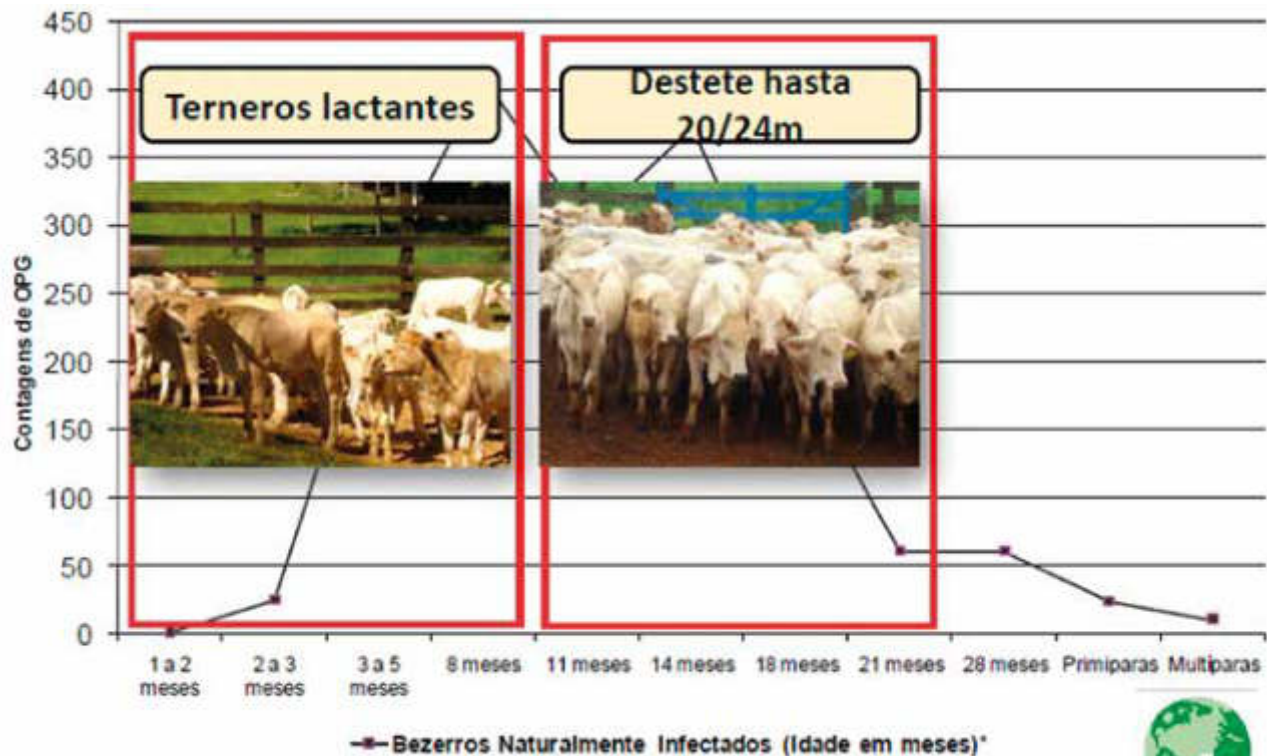 450
400
350
300
250
200
150
100
50
0
Contagens de OPG
Terneros lactantes
Destete hasta
20/24m
1 a 2
meses
2 a 3
meses
3 a 5
meses
8 meses
11 meses
14 meses
18 meses
21 meses
28 meses
Primiparas
Multiparas
Bezerros Naturalmente Infectados (Idade em meses)*